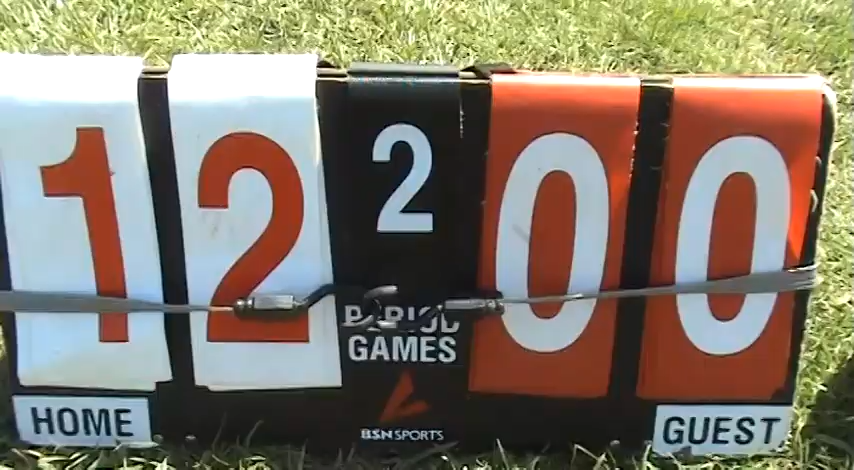 12 2 00
PERIOD
GAMES
HOME BSN SPORTS GUEST